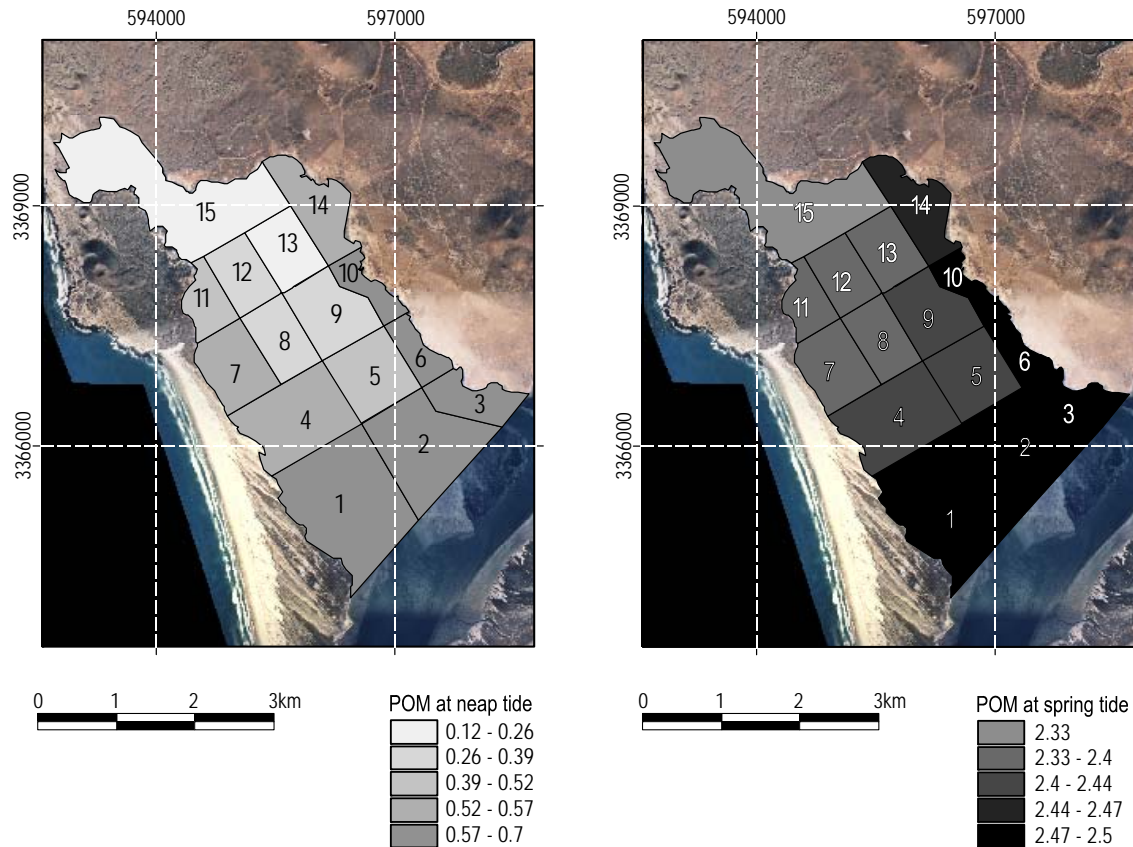 594000 597000
594000 597000
3369000
3366000
15
14
13
12
11
10
9
8
7
6
5
4
3
2
1
3369000
3366000
15
14
13
12
11
10
9
8
7
6
5
4
3
2
1
0 1 2 3km
POM at neap tide
0.12 - 0.26
0.26 - 0.39
0.39 - 0.52
0.52 - 0.57
0.57 - 0.7
0 1 2 3km
POM at spring tide
2.33
2.33 - 2.4
2.4 - 2.44
2.44 - 2.47
2.47 - 2.5